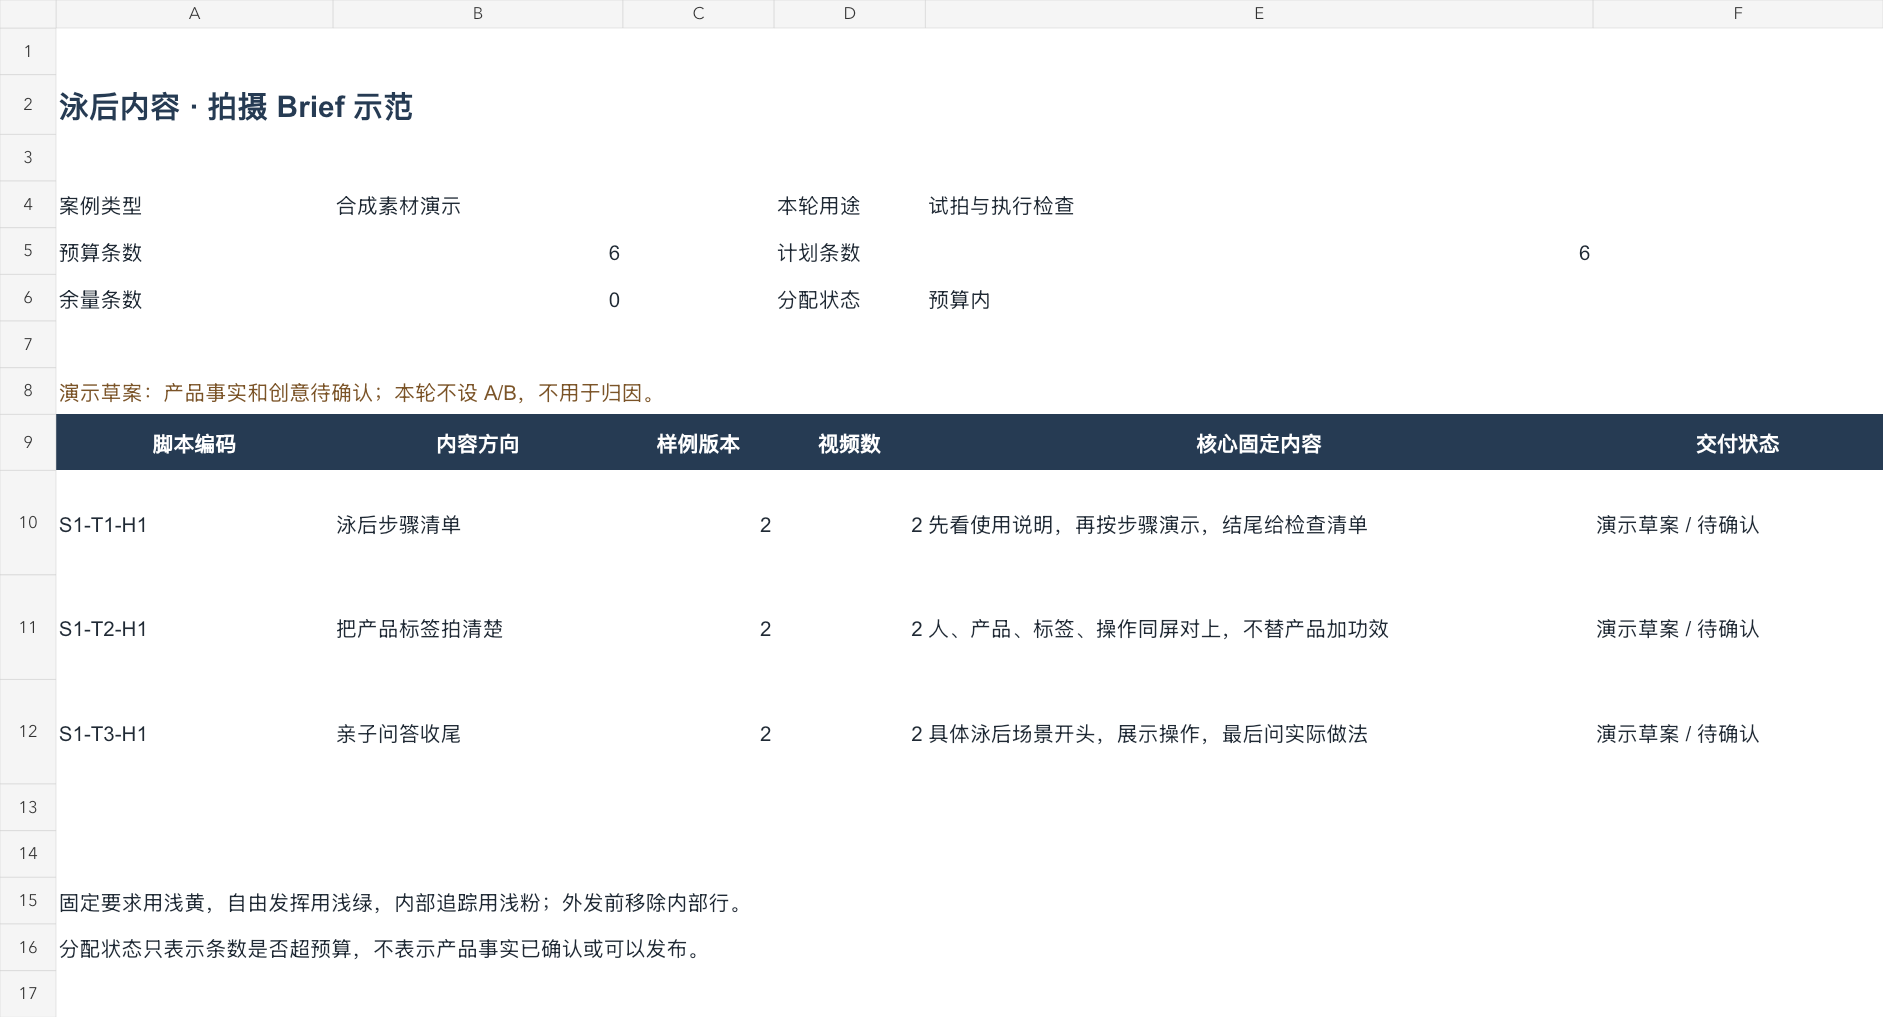 A B C D E F
1
2 泳后内容 · 拍摄 Brief 示范
3
4 案例类型 合成素材演示 本轮用途 试拍与执行检查
5 预算条数 6 计划条数 6
6 余量条数 0 分配状态 预算内
7
8 演示草案：产品事实和创意待确认；本轮不设 A/B，不用于归因。
9 脚本编码 内容方向 样例版本 视频数 核心固定内容 交付状态
10 S1-T1-H1 泳后步骤清单 2 2 先看使用说明，再按步骤演示，结尾给检查清单 演示草案 / 待确认
11 S1-T2-H1 把产品标签拍清楚 2 2 人、产品、标签、操作同屏对上，不替产品加功效 演示草案 / 待确认
12 S1-T3-H1 亲子问答收尾 2 2 具体泳后场景开头，展示操作，最后问实际做法 演示草案 / 待确认
13
14
15 固定要求用浅黄，自由发挥用浅绿，内部追踪用浅粉；外发前移除内部行。
16 分配状态只表示条数是否超预算，不表示产品事实已确认或可以发布。
17